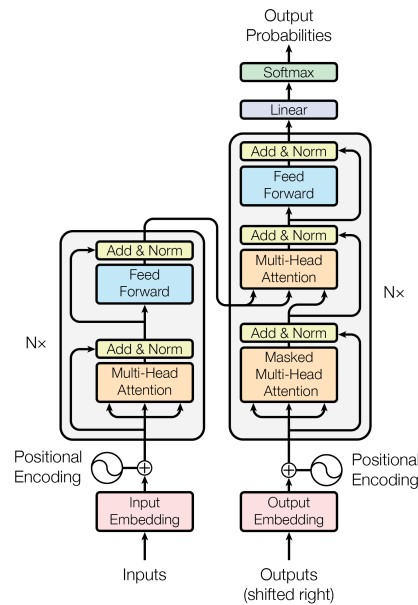 Output
Probabilities
Softmax
Linear
Add & Norm
Feed
Forward
Add & Norm
Multi-Head
Attention
Add & Norm
Masked
Multi-Head
Attention
N×
Add & Norm
Feed
Forward
N×
Add & Norm
Multi-Head
Attention
Positional
Encoding
Positional
Encoding
Input
Embedding
Output
Embedding
Inputs
Outputs
(shifted right)